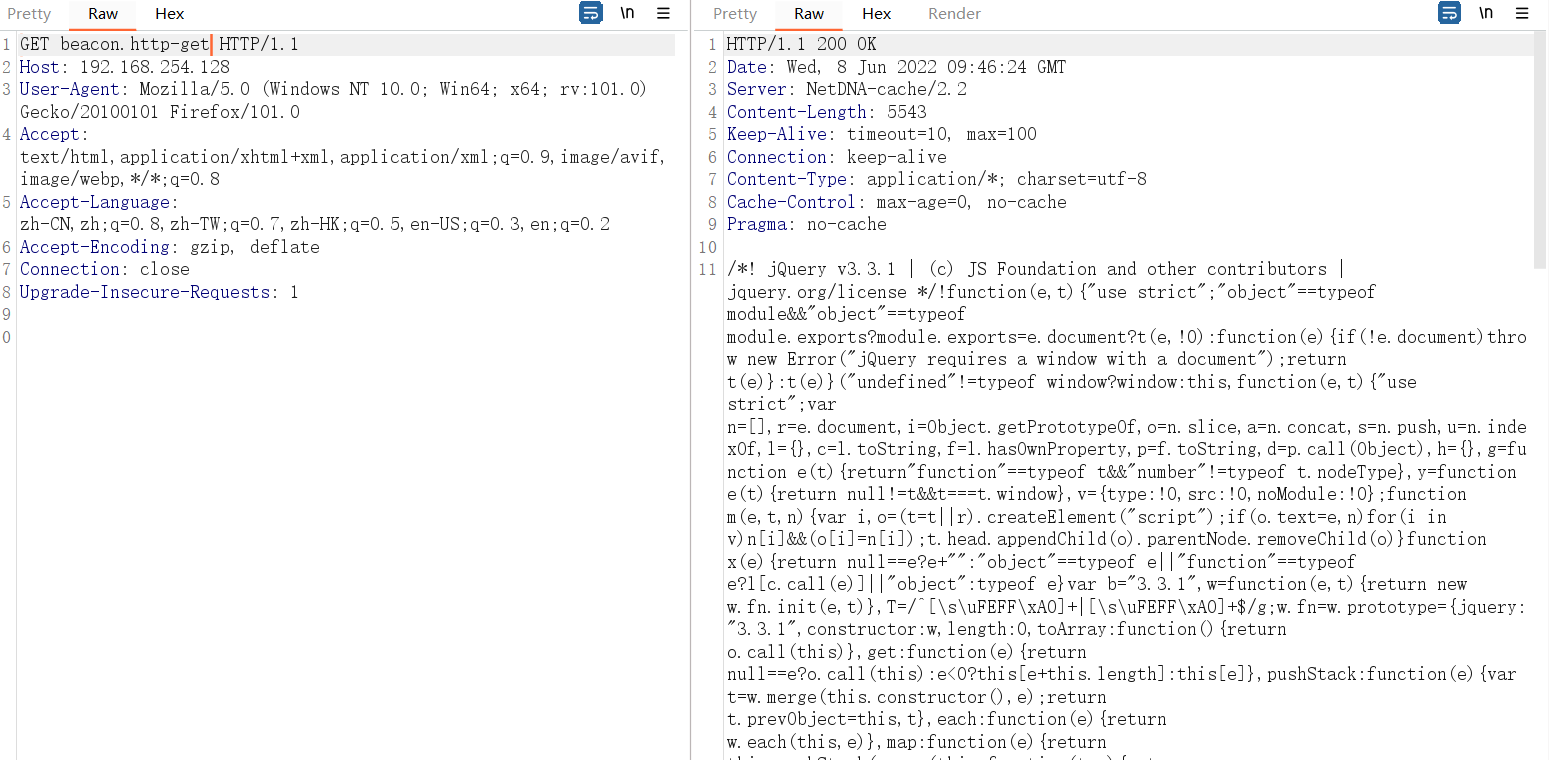 Pretty Raw Hex \n
1 GET beacon.http-get HTTP/1.1
2 Host: 192.168.254.128
3 User-Agent: Mozilla/5.0 (Windows NT 10.0; Win64; x64; rv:101.0)
Gecko/20100101 Firefox/101.0
4 Accept:
text/html,application/xhtml+xml,application/xml;q=0.9,image/avif,
image/webp,*/*;q=0.8
5 Accept-Language:
zh-CN,zh;q=0.8,zh-TW;q=0.7,zh-HK;q=0.5,en-US;q=0.3,en;q=0.2
6 Accept-Encoding: gzip, deflate
7 Connection: close
8 Upgrade-Insecure-Requests: 1
9
0
Pretty Raw Hex Render \n
1 HTTP/1.1 200 OK
2 Date: Wed, 8 Jun 2022 09:46:24 GMT
3 Server: NetDNA-cache/2.2
4 Content-Length: 5543
5 Keep-Alive: timeout=10, max=100
6 Connection: keep-alive
7 Content-Type: application/*; charset=utf-8
8 Cache-Control: max-age=0, no-cache
9 Pragma: no-cache
10
11 /*! jQuery v3.3.1 | (c) JS Foundation and other contributors |
jquery.org/license */!function(e,t){"use strict";"object"==typeof
module&&"object"==typeof
module.exports?module.exports=e.document?t(e,!0):function(e){if(!e.document)thro
w new Error("jQuery requires a window with a document");return
t(e)}:t(e)}("undefined"!=typeof window?window:this,function(e,t){"use
strict";var
n=[],r=e.document,i=Object.getPrototypeOf,o=n.slice,a=n.concat,s=n.push,u=n.inde
xOf,l={},c=l.toString,f=l.hasOwnProperty,p=f.toString,d=p.call(Object),h={},g=fu
nction e(t){return"function"==typeof t&&"number"!=typeof t.nodeType},y=function
e(t){return null!=t&&t===t.window},v={type:!0,src:!0,noModule:!0};function
m(e,t,n){var i,o=(t=t||r).createElement("script");if(o.text=e,n)for(i in
v)n[i]&&(o[i]=n[i]);t.head.appendChild(o).parentNode.removeChild(o)}function
x(e){return null==e?e+"":"object"==typeof e||"function"==typeof
e?l[c.call(e)]||"object":typeof e}var b="3.3.1",w=function(e,t){return new
w.fn.init(e,t)},T=/^[\s\uFEFF\xA0]+|[\s\uFEFF\xA0]+$/g;w.fn=w.prototype={jquery:
"3.3.1",constructor:w,length:0,toArray:function(){return
o.call(this)},get:function(e){return
null==e?o.call(this):e<0?this[e+this.length]:this[e]},pushStack:function(e){var
t=w.merge(this.constructor(),e);return
t.prevObject=this,t},each:function(e){return
w.each(this,e)},map:function(e){return